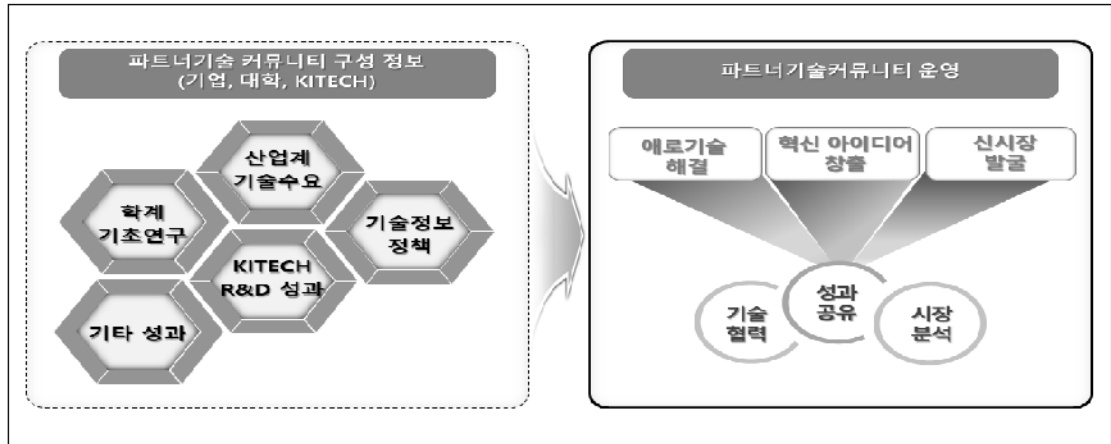 파트너기술 커뮤니티 구성 정보
(기업, 대학, KITECH)
산업계
기술수요
학계
기초연구
기술정보
정책
KITECH
R&D 성과
기타 성과
파트너기술커뮤니티 운영
애로기술
해결
혁신 아이디어
창출
신시장
발굴
성과
공유
기술
협력
시장
분석